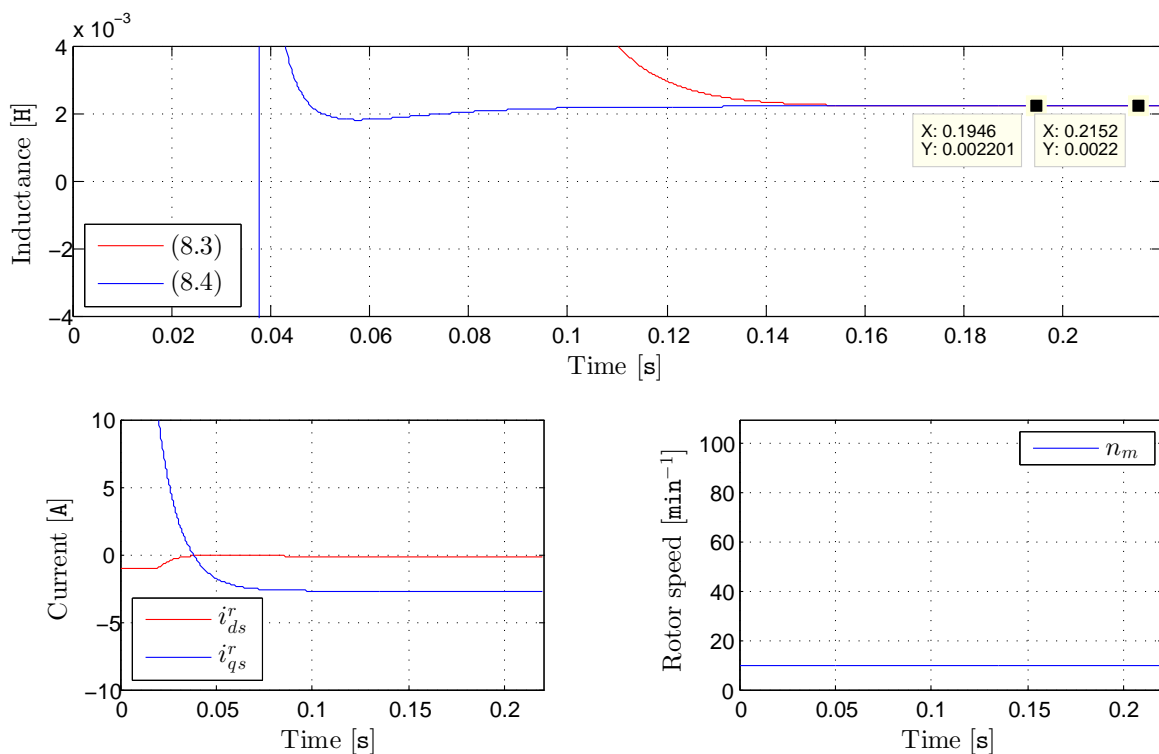 x 10⁻³
4
2
0
−2
−4
Inductance [H]
(8.3)
(8.4)
X: 0.1946
Y: 0.002201
X: 0.2152
Y: 0.0022
0 0.02 0.04 0.06 0.08 0.1 0.12 0.14 0.16 0.18 0.2
Time [s]
10
5
0
−5
−10
Current [A]
i_{ds}^{r}
i_{qs}^{r}
0 0.05 0.1 0.15 0.2
Time [s]
100
80
60
40
20
0
Rotor speed [min⁻¹]
n_m
0 0.05 0.1 0.15 0.2
Time [s]